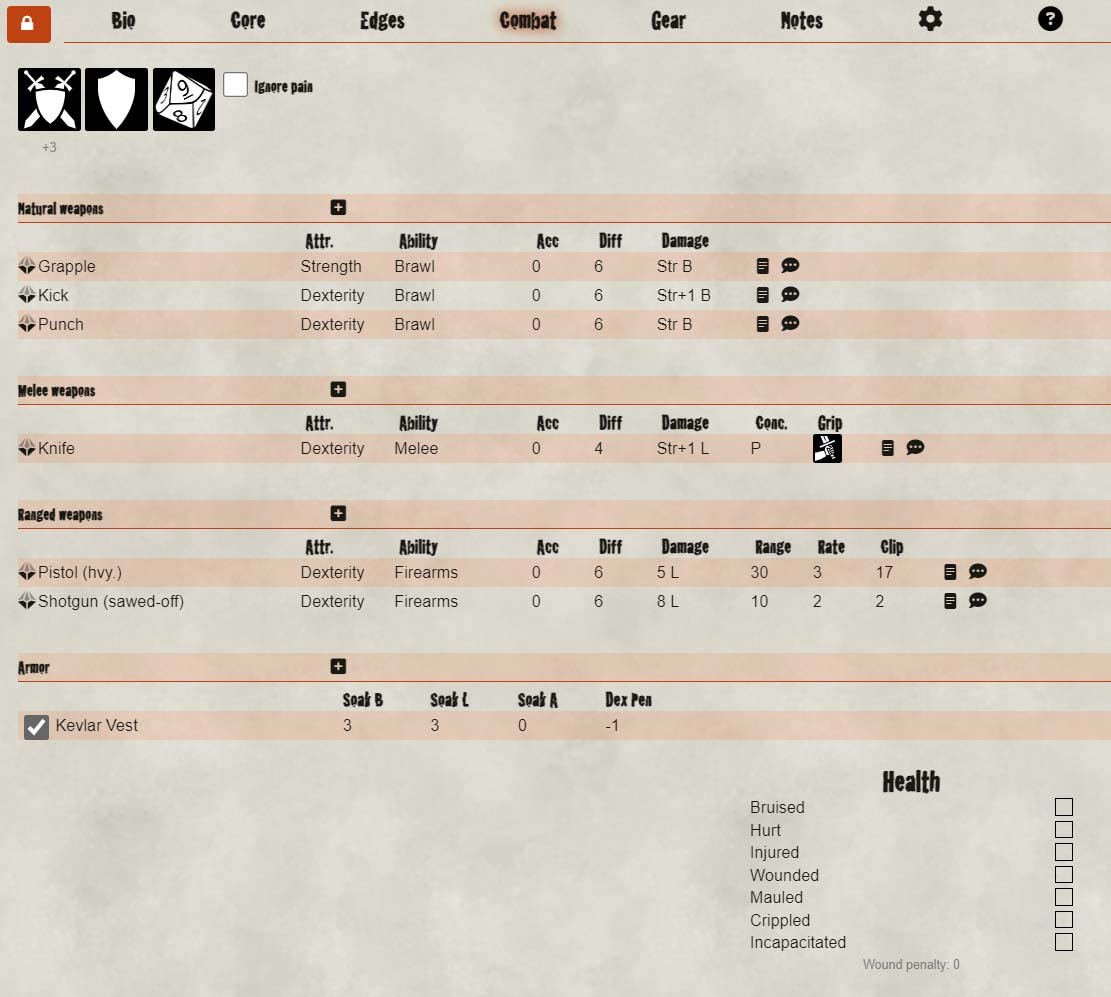 Bio Core Edges Combat Gear Notes ?
Ignore pain
+3
Natural weapons
Attr. Ability Acc Diff Damage
Grapple Strength Brawl 0 6 Str B
Kick Dexterity Brawl 0 6 Str+1 B
Punch Dexterity Brawl 0 6 Str B
Melee weapons
Attr. Ability Acc Diff Damage Conc. Grip
Knife Dexterity Melee 0 4 Str+1 L P
Ranged weapons
Attr. Ability Acc Diff Damage Range Rate Clip
Pistol (hvy.) Dexterity Firearms 0 6 5 L 30 3 17
Shotgun (sawed-off) Dexterity Firearms 0 6 8 L 10 2 2
Armor
Soak B Soak L Soak A Dex Pen
Kevlar Vest 3 3 0 -1
Health
Bruised
Hurt
Injured
Wounded
Mauled
Crippled
Incapacitated
Wound penalty: 0